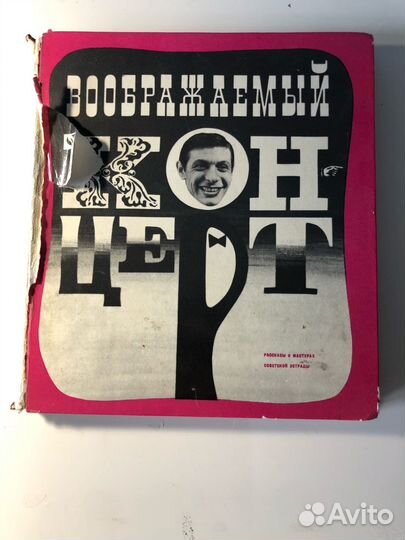 ВООБРАЖАЕМЫЙ
КОН
ЦЕРТ
РАССКАЗЫ О МАСТЕРАХ
СОВЕТСКОЙ ЭСТРАДЫ
Avito